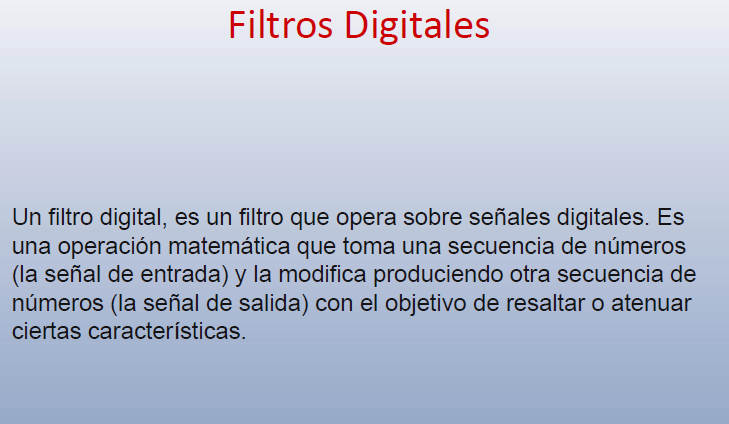 Filtros Digitales
Un filtro digital, es un filtro que opera sobre señales digitales. Es
una operación matemática que toma una secuencia de números
(la señal de entrada) y la modifica produciendo otra secuencia de
números (la señal de salida) con el objetivo de resaltar o atenuar
ciertas características.